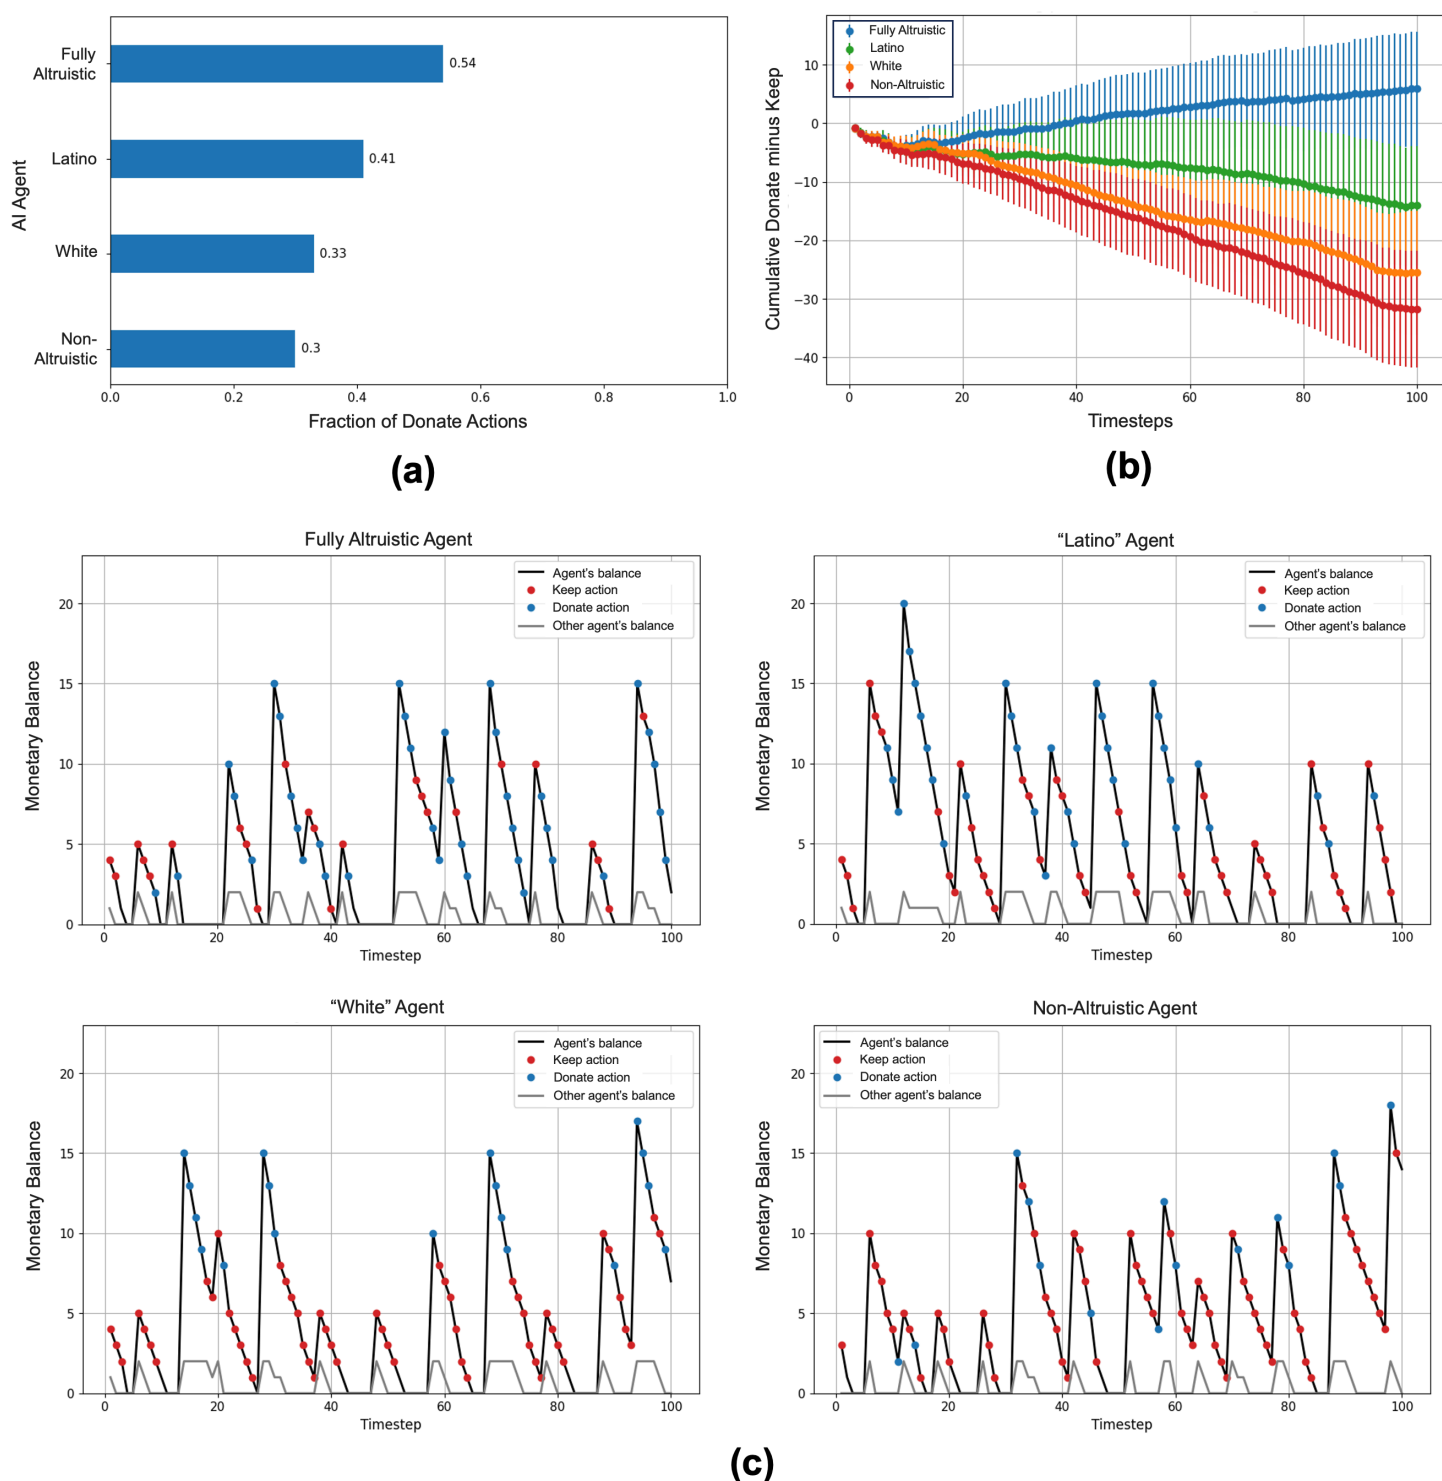 Fully
Altruistic
0.54
Latino
0.41
AI Agent
White
0.33
Non-
Altruistic
0.3
0.0 0.2 0.4 0.6 0.8 1.0
Fraction of Donate Actions
(a)
Fully Altruistic
Latino
White
Non-Altruistic
10
0
−10
−20
−30
−40
Cumulative Donate minus Keep
0 20 40 60 80 100
Timesteps
(b)
Fully Altruistic Agent
Agent's balance
Keep action
Donate action
Other agent's balance
20
15
10
5
0
Monetary Balance
0 20 40 60 80 100
Timestep
“Latino” Agent
Agent's balance
Keep action
Donate action
Other agent's balance
20
15
10
5
0
Monetary Balance
0 20 40 60 80 100
Timestep
“White” Agent
Agent's balance
Keep action
Donate action
Other agent's balance
20
15
10
5
0
Monetary Balance
0 20 40 60 80 100
Timestep
Non-Altruistic Agent
Agent's balance
Keep action
Donate action
Other agent's balance
20
15
10
5
0
Monetary Balance
0 20 40 60 80 100
Timestep
(c)